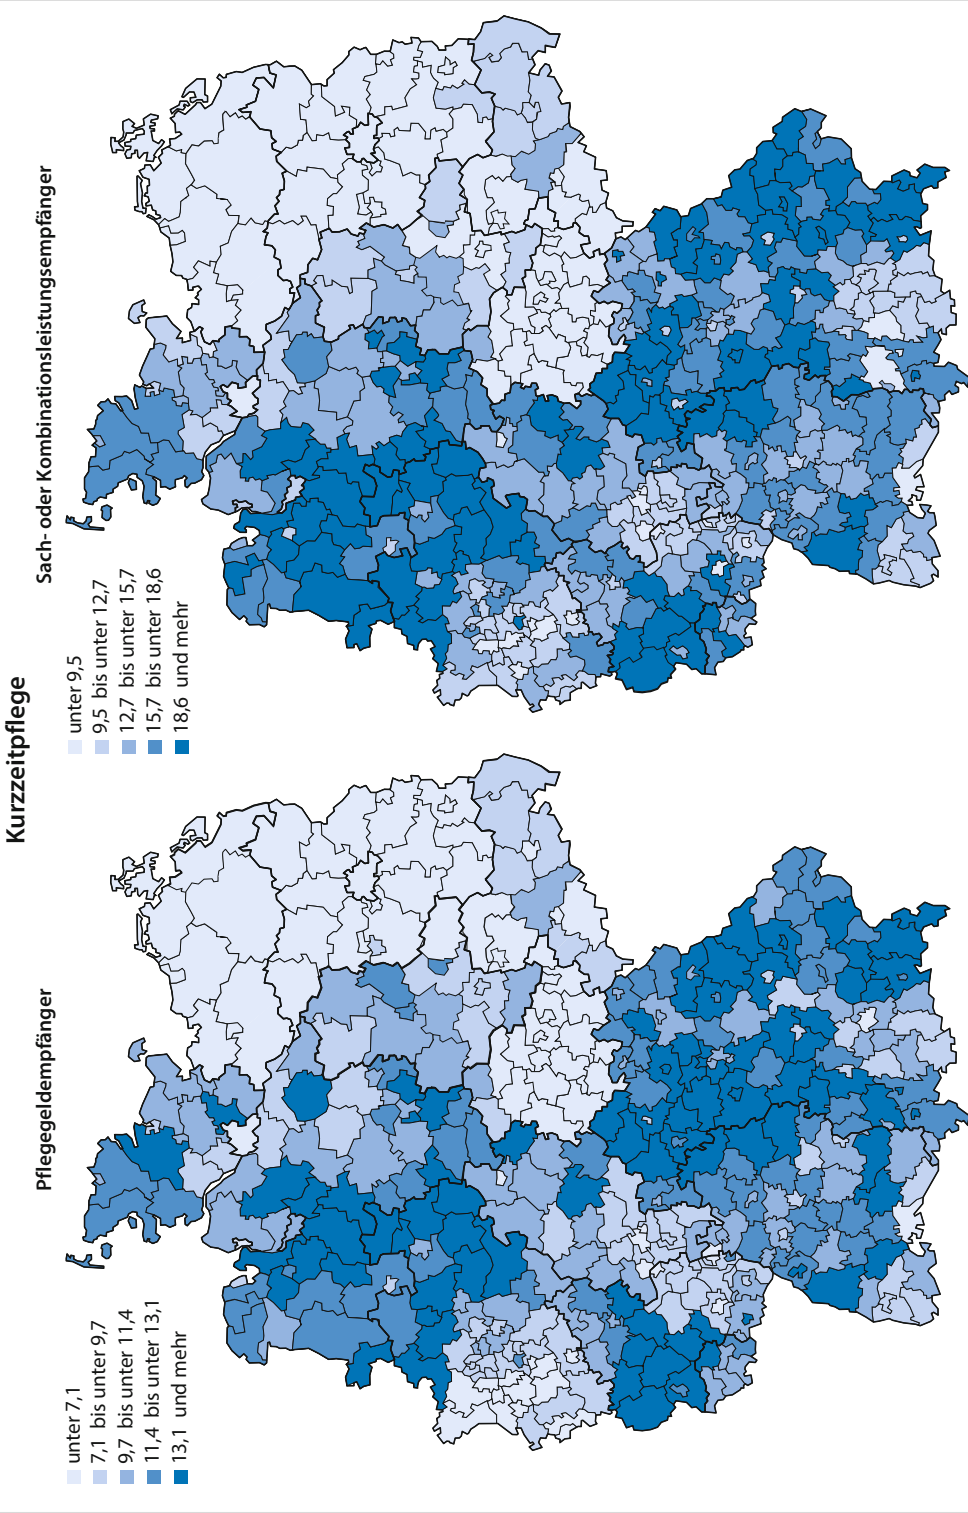 Kurzzeitpflege
Pflegegeldempfänger
unter 7,1
7,1 bis unter 9,7
9,7 bis unter 11,4
11,4 bis unter 13,1
13,1 und mehr
Sach- oder Kombinationsleistungsempfänger
unter 9,5
9,5 bis unter 12,7
12,7 bis unter 15,7
15,7 bis unter 18,6
18,6 und mehr